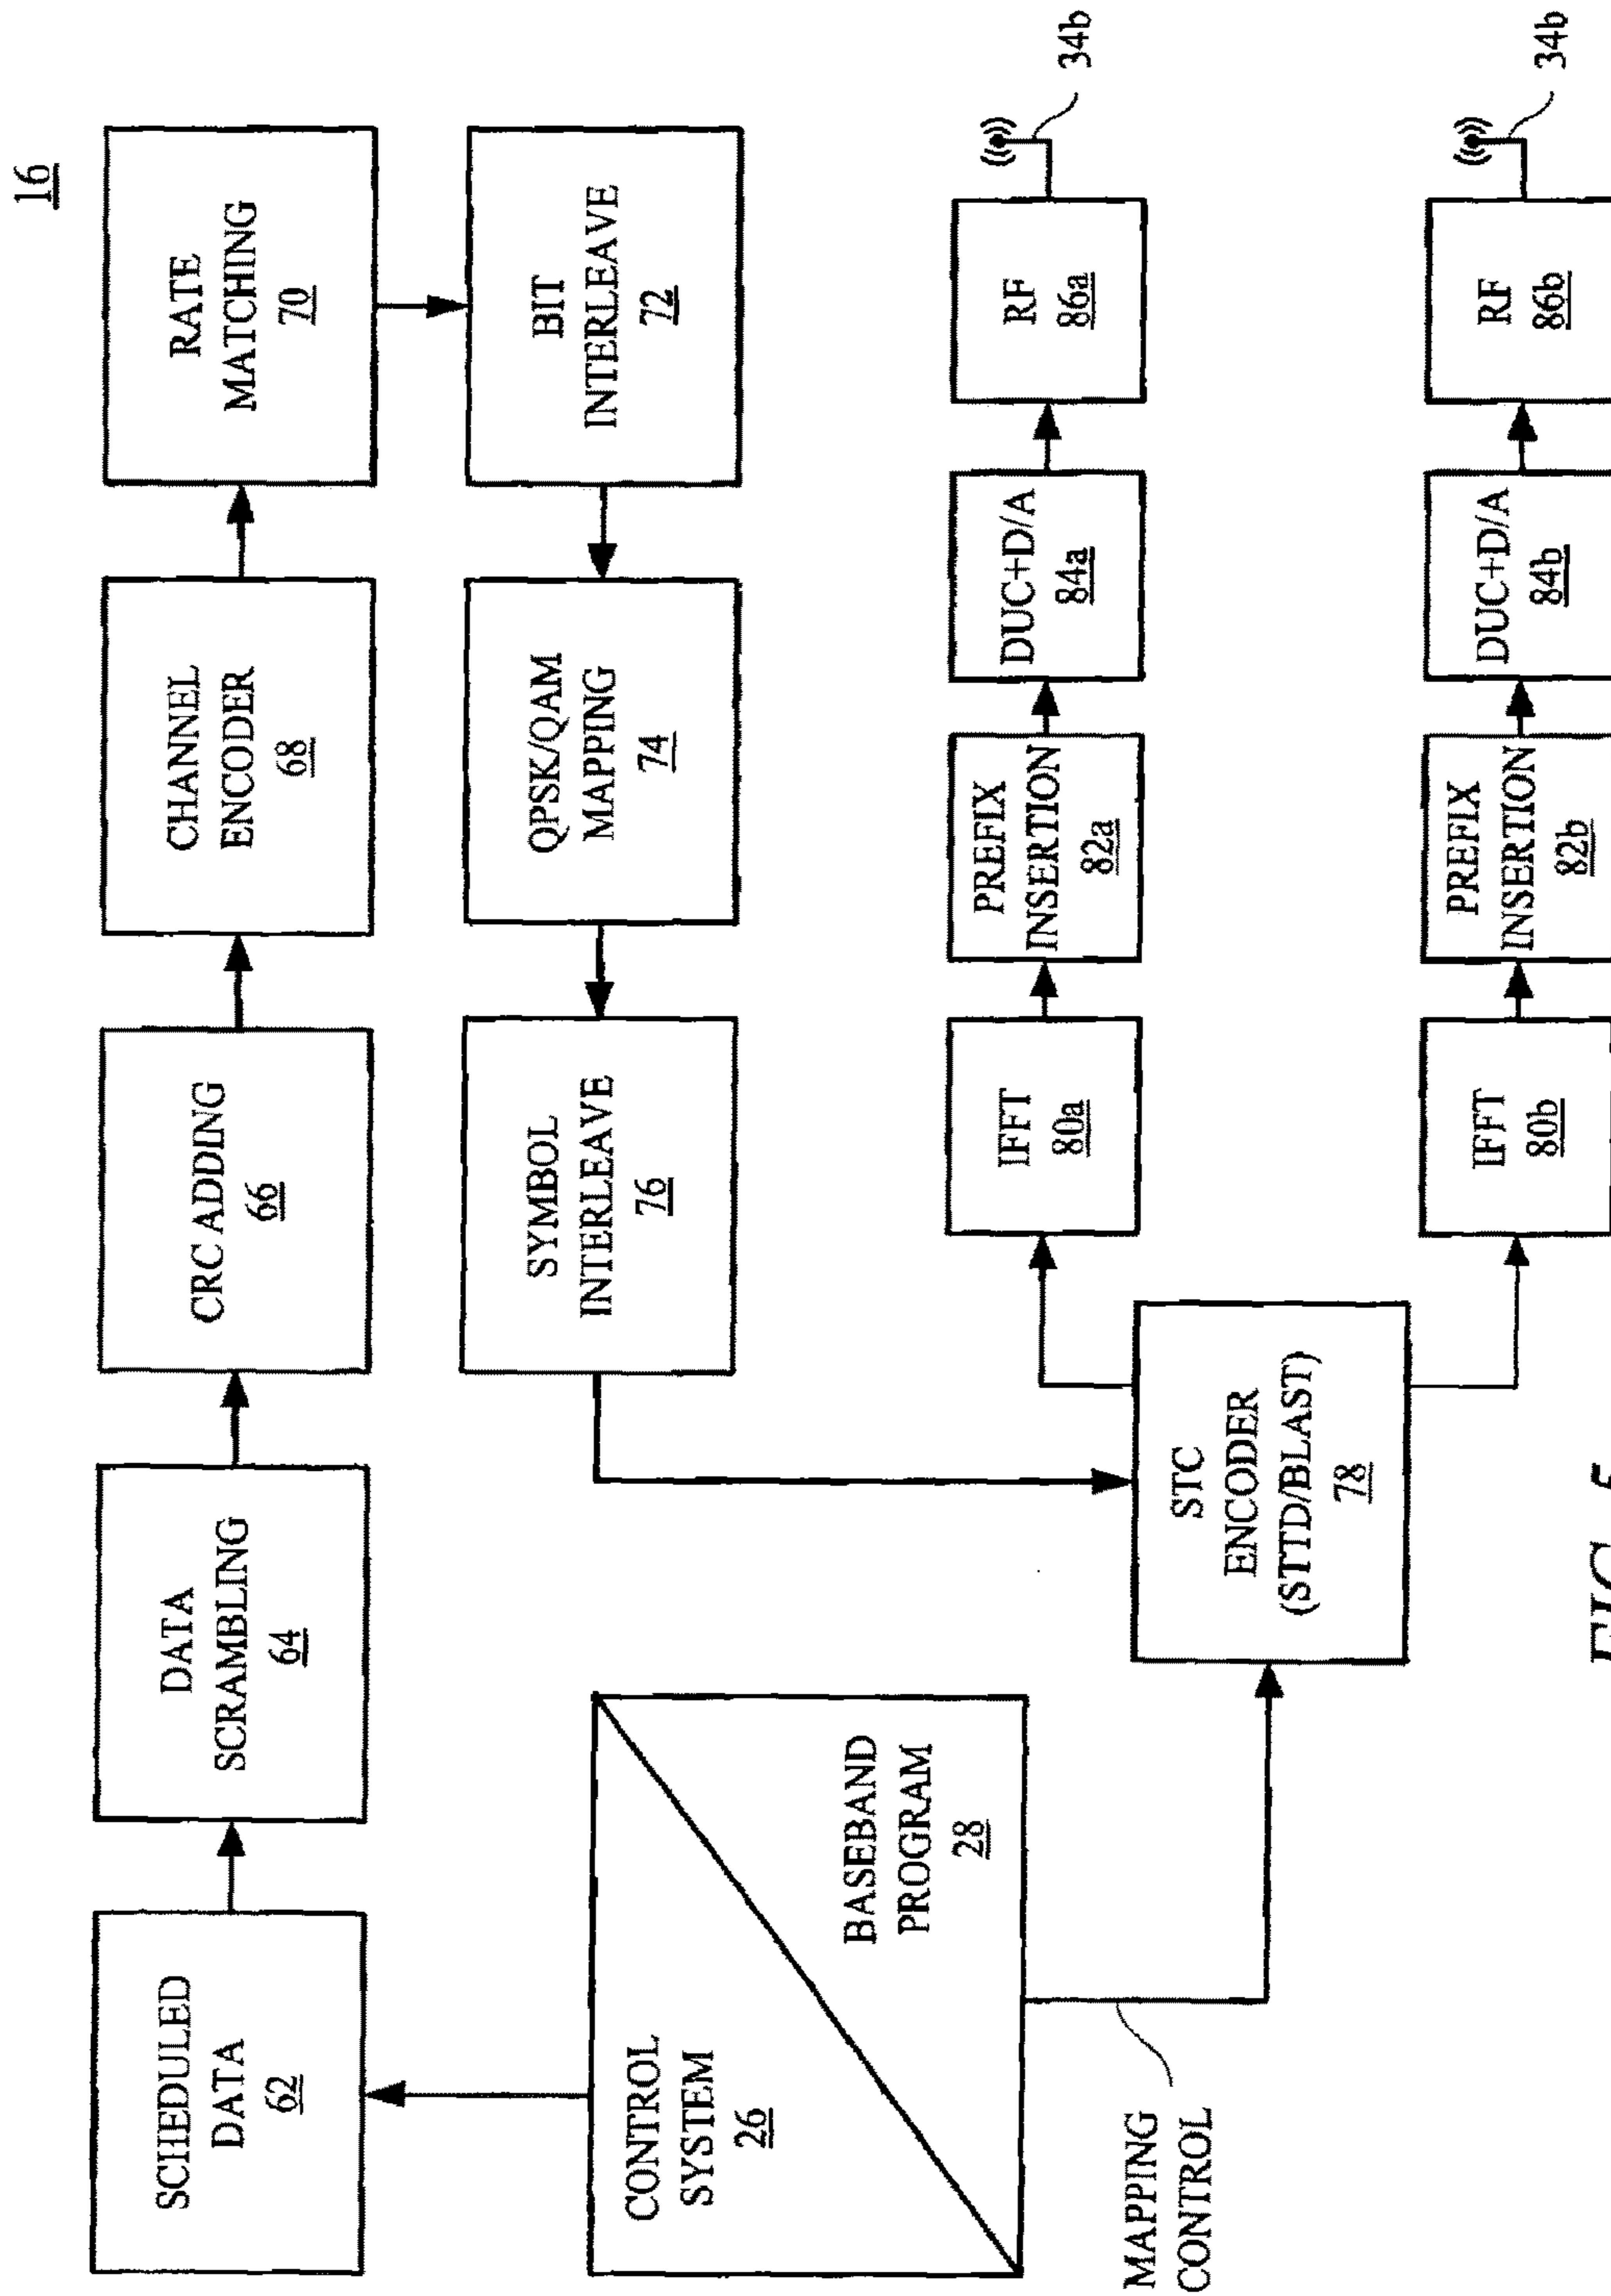 16
SCHEDULED
DATA
62
DATA
SCRAMBLING
64
CRC ADDING
66
CHANNEL
ENCODER
68
RATE
MATCHING
70
BIT
INTERLEAVE
72
QPSK/QAM
MAPPING
74
SYMBOL
INTERLEAVE
76
CONTROL
SYSTEM
26
BASEBAND
PROGRAM
28
MAPPING
CONTROL
STC
ENCODER
(STTD/BLAST)
78
IFFT
80a
PREFIX
INSERTION
82a
DUC+D/A
84a
RF
86a
34b
IFFT
80b
PREFIX
INSERTION
82b
DUC+D/A
84b
RF
86b
34b
FIG. 5